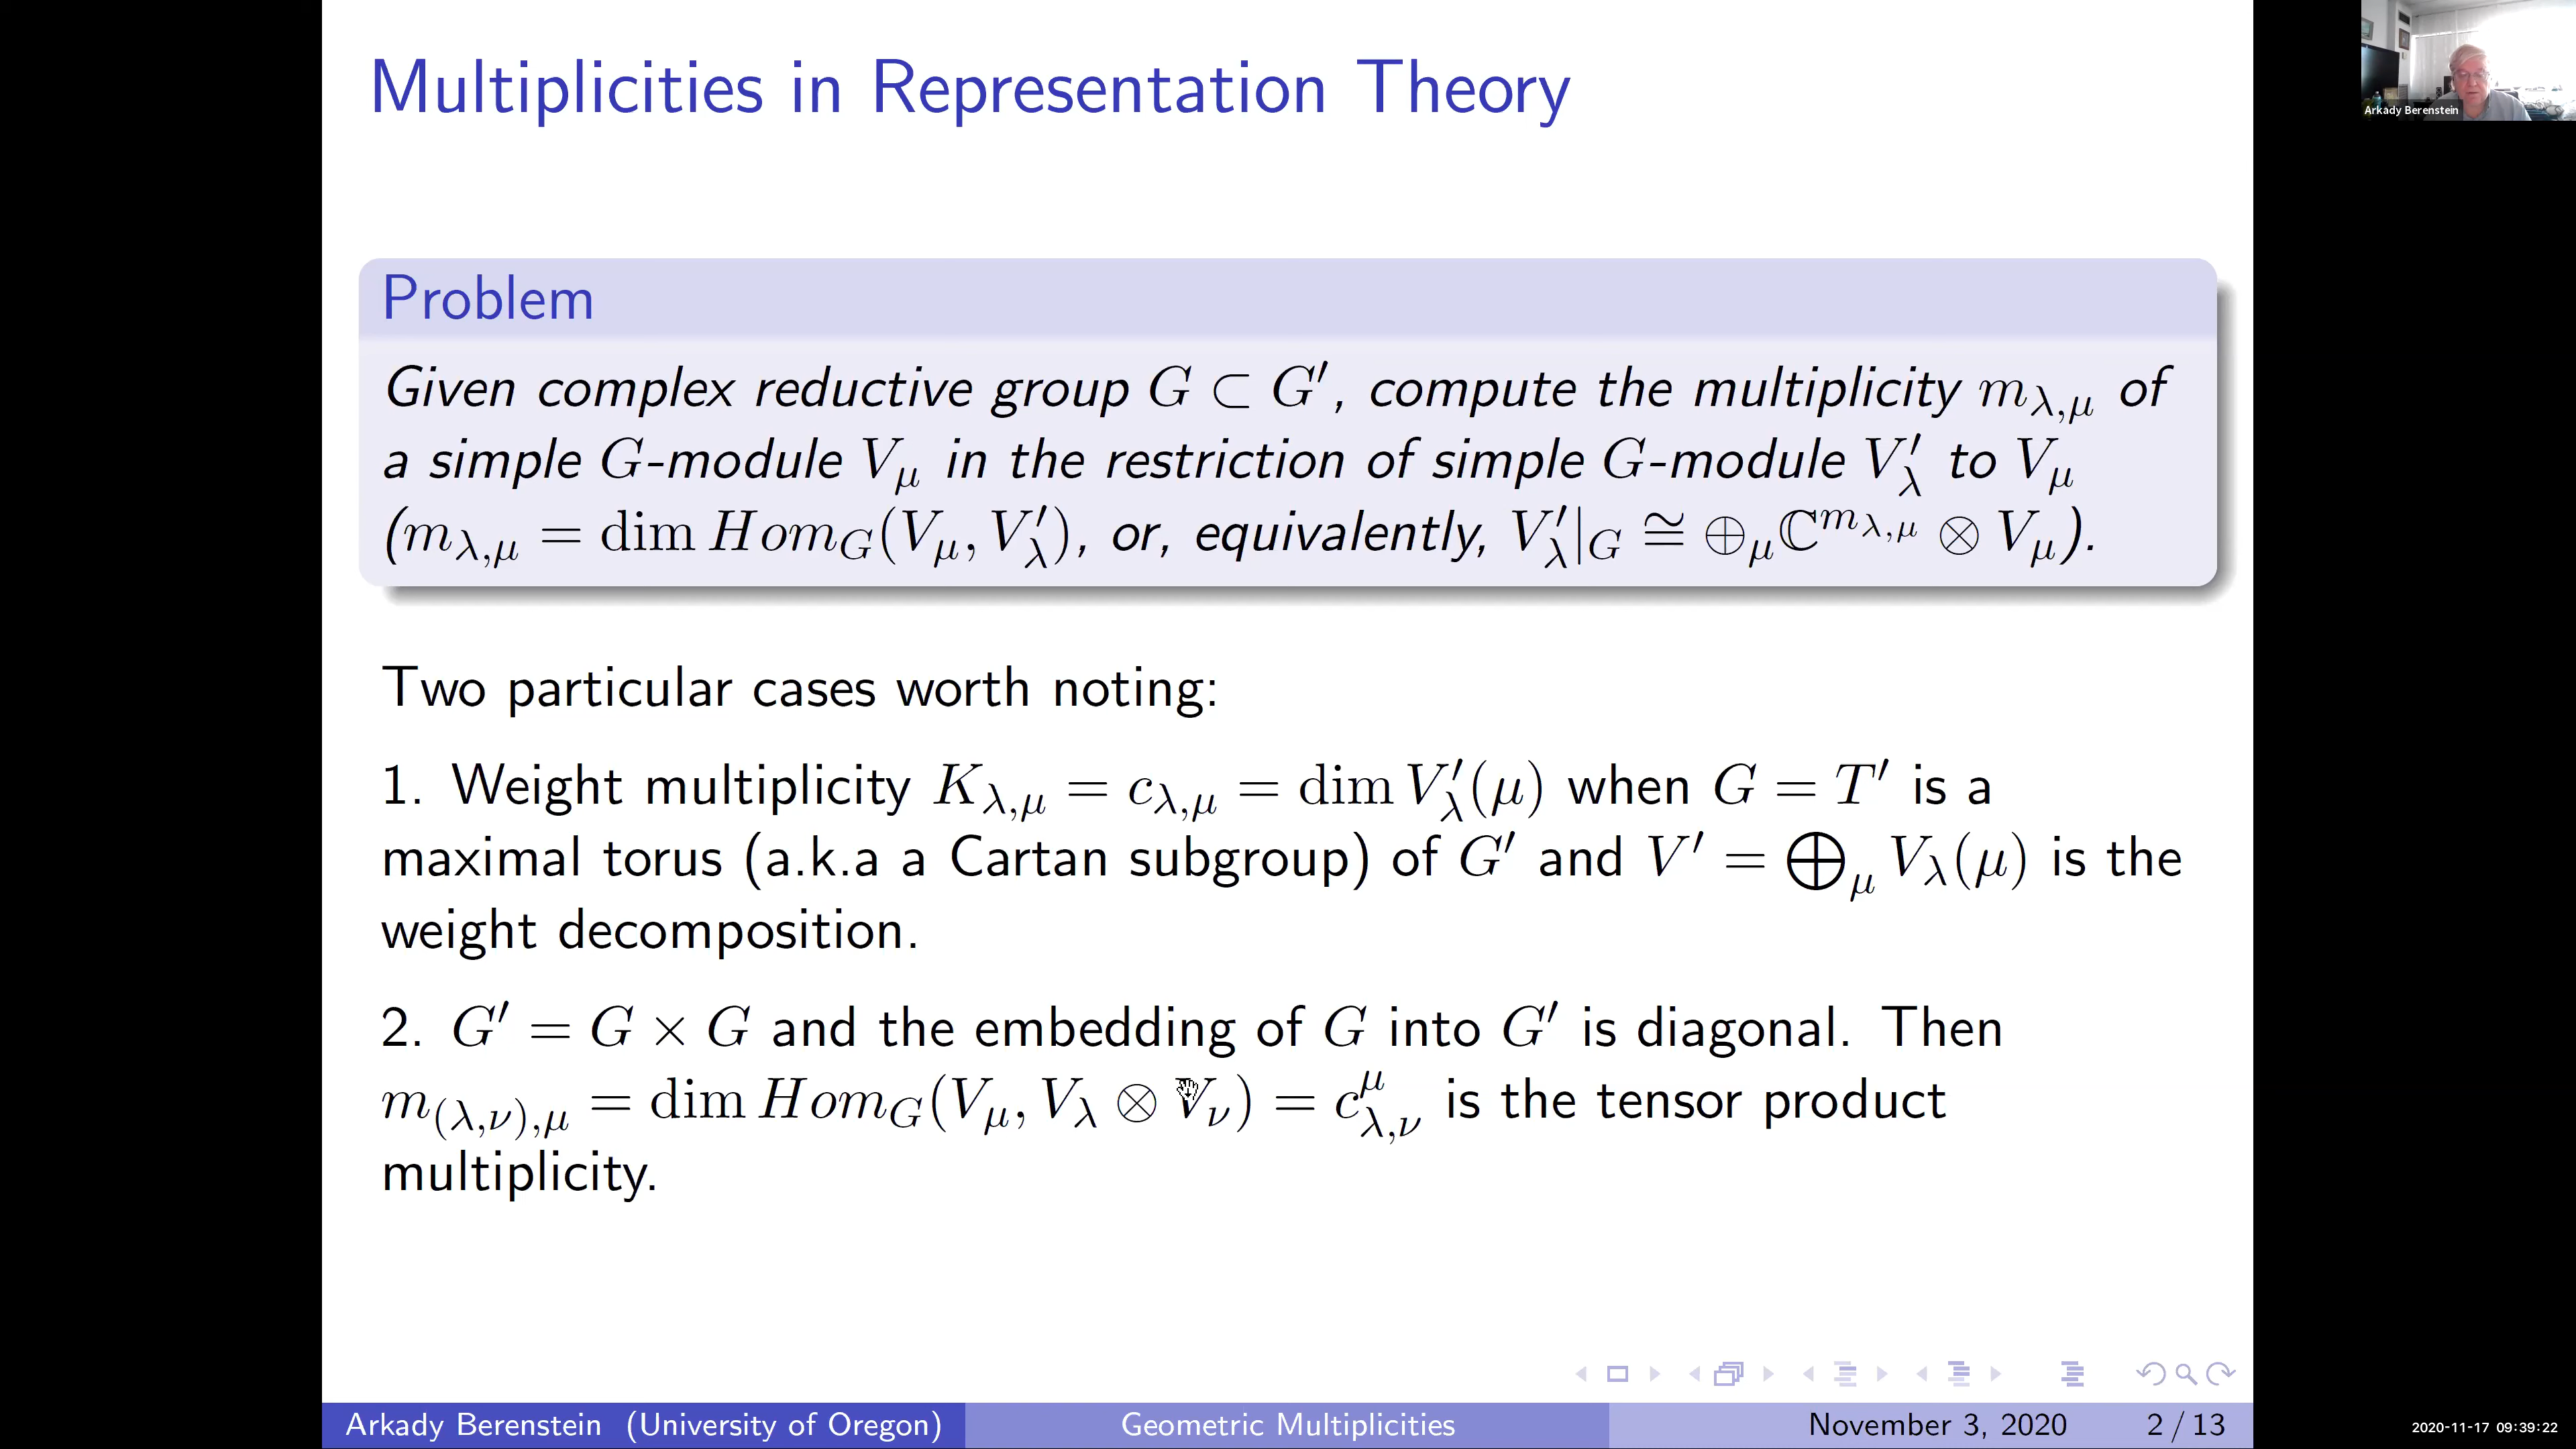 Multiplicities in Representation Theory
Arkady Berenstein
Problem
Given complex reductive group G ⊂ G′, compute the multiplicity m_{λ,μ} of
a simple G-module V_μ in the restriction of simple G-module V′_λ to V_μ
(m_{λ,μ} = dim Hom_G(V_μ, V′_λ), or, equivalently, V′_λ|_G ≅ ⊕_μ ℂ^{m_{λ,μ}} ⊗ V_μ).
Two particular cases worth noting:
1. Weight multiplicity K_{λ,μ} = c_{λ,μ} = dim V′_λ(μ) when G = T′ is a
maximal torus (a.k.a a Cartan subgroup) of G′ and V′ = ⊕_μ V_λ(μ) is the
weight decomposition.
2. G′ = G × G and the embedding of G into G′ is diagonal. Then
m_{(λ,ν),μ} = dim Hom_G(V_μ, V_λ ⊗ V_ν) = c^μ_{λ,ν} is the tensor product
multiplicity.
Arkady Berenstein (University of Oregon)
Geometric Multiplicities
November 3, 2020
2 / 13
2020-11-17 09:39:22